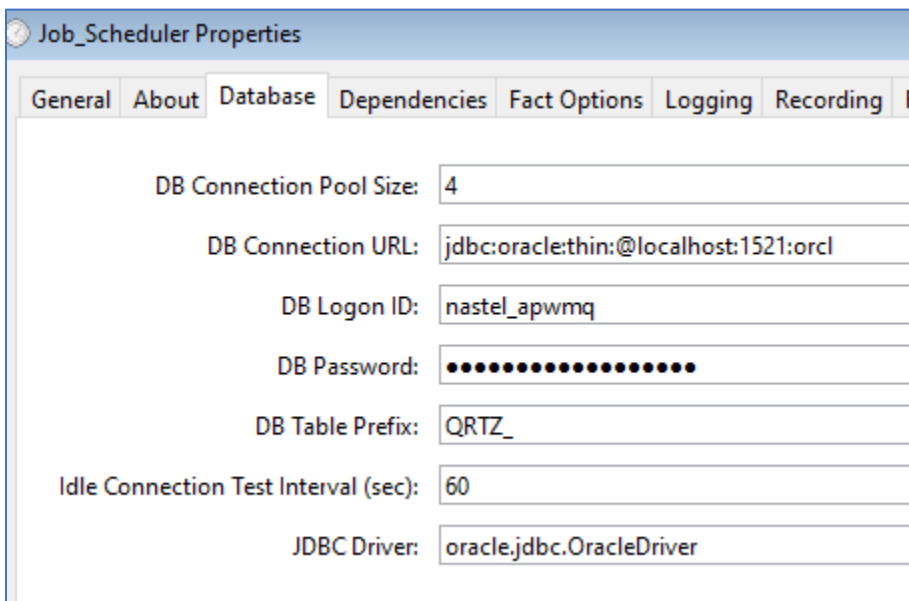 Job_Scheduler Properties
General About Database Dependencies Fact Options Logging Recording
DB Connection Pool Size: 4
DB Connection URL: jdbc:oracle:thin:@localhost:1521:orcl
DB Logon ID: nastel_apwmq
DB Password: ••••••••••••••••••
DB Table Prefix: QRTZ_
Idle Connection Test Interval (sec): 60
JDBC Driver: oracle.jdbc.OracleDriver